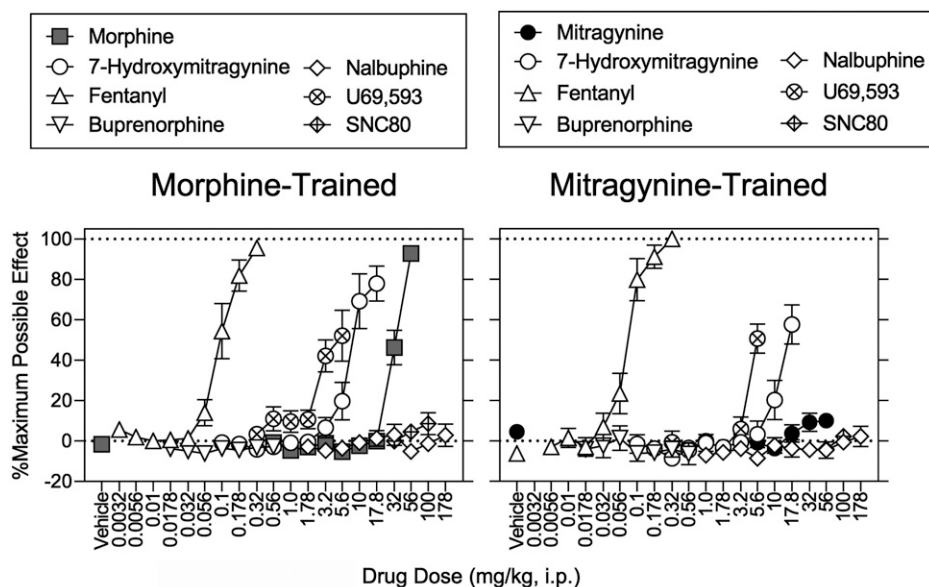 Morphine
7-Hydroxymitragynine
Nalbuphine
Fentanyl
U69,593
Buprenorphine
SNC80
Mitragynine
7-Hydroxymitragynine
Nalbuphine
Fentanyl
U69,593
Buprenorphine
SNC80
Morphine-Trained
Mitragynine-Trained
%Maximum Possible Effect
100
80
60
40
20
0
-20
Vehicle
0.0032
0.0056
0.01
0.0178
0.032
0.056
0.1
0.178
0.32
0.56
1.0
1.78
3.2
5.6
10
17.8
32
56
100
178
Vehicle
0.0032
0.0056
0.01
0.0178
0.032
0.056
0.1
0.178
0.32
0.56
1.0
1.78
3.2
5.6
10
17.8
32
56
100
178
Drug Dose (mg/kg, i.p.)